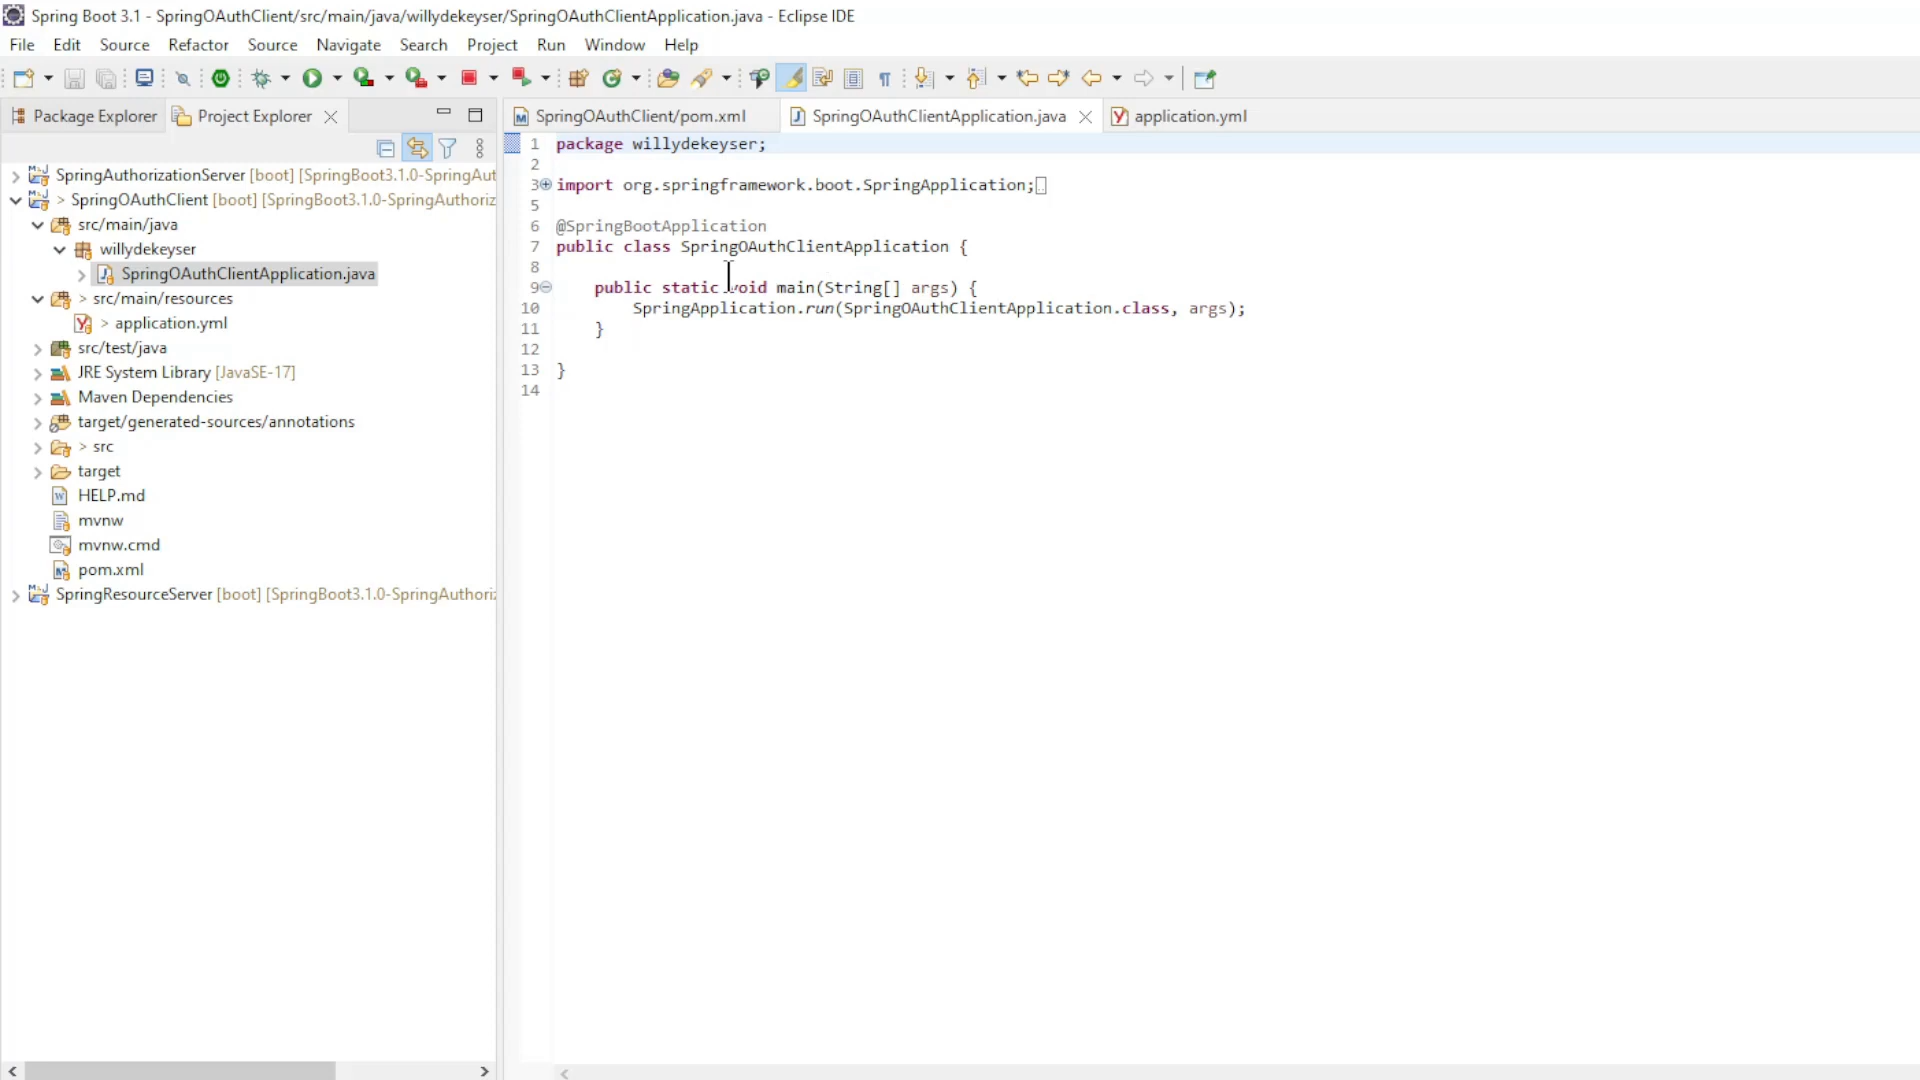 Spring Boot 3.1 - SpringOAuthClient/src/main/java/willydekeyser/SpringOAuthClientApplication.java - Eclipse IDE
File Edit Source Refactor Source Navigate Search Project Run Window Help
Package Explorer Project Explorer
SpringOAuthClient/pom.xml SpringOAuthClientApplication.java application.yml
SpringAuthorizationServer [boot] [SpringBoot3.1.0-SpringAut
> SpringOAuthClient [boot] [SpringBoot3.1.0-SpringAuthoriz
src/main/java
willydekeyser
SpringOAuthClientApplication.java
> src/main/resources
> application.yml
src/test/java
JRE System Library [JavaSE-17]
Maven Dependencies
target/generated-sources/annotations
> src
target
HELP.md
mvnw
mvnw.cmd
pom.xml
SpringResourceServer [boot] [SpringBoot3.1.0-SpringAuthori
1 package willydekeyser;
2
3 import org.springframework.boot.SpringApplication;
5
6 @SpringBootApplication
7 public class SpringOAuthClientApplication {
8
9 public static void main(String[] args) {
10 SpringApplication.run(SpringOAuthClientApplication.class, args);
11 }
12
13 }
14